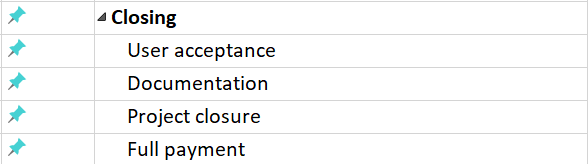 Closing
User acceptance
Documentation
Project closure
Full payment